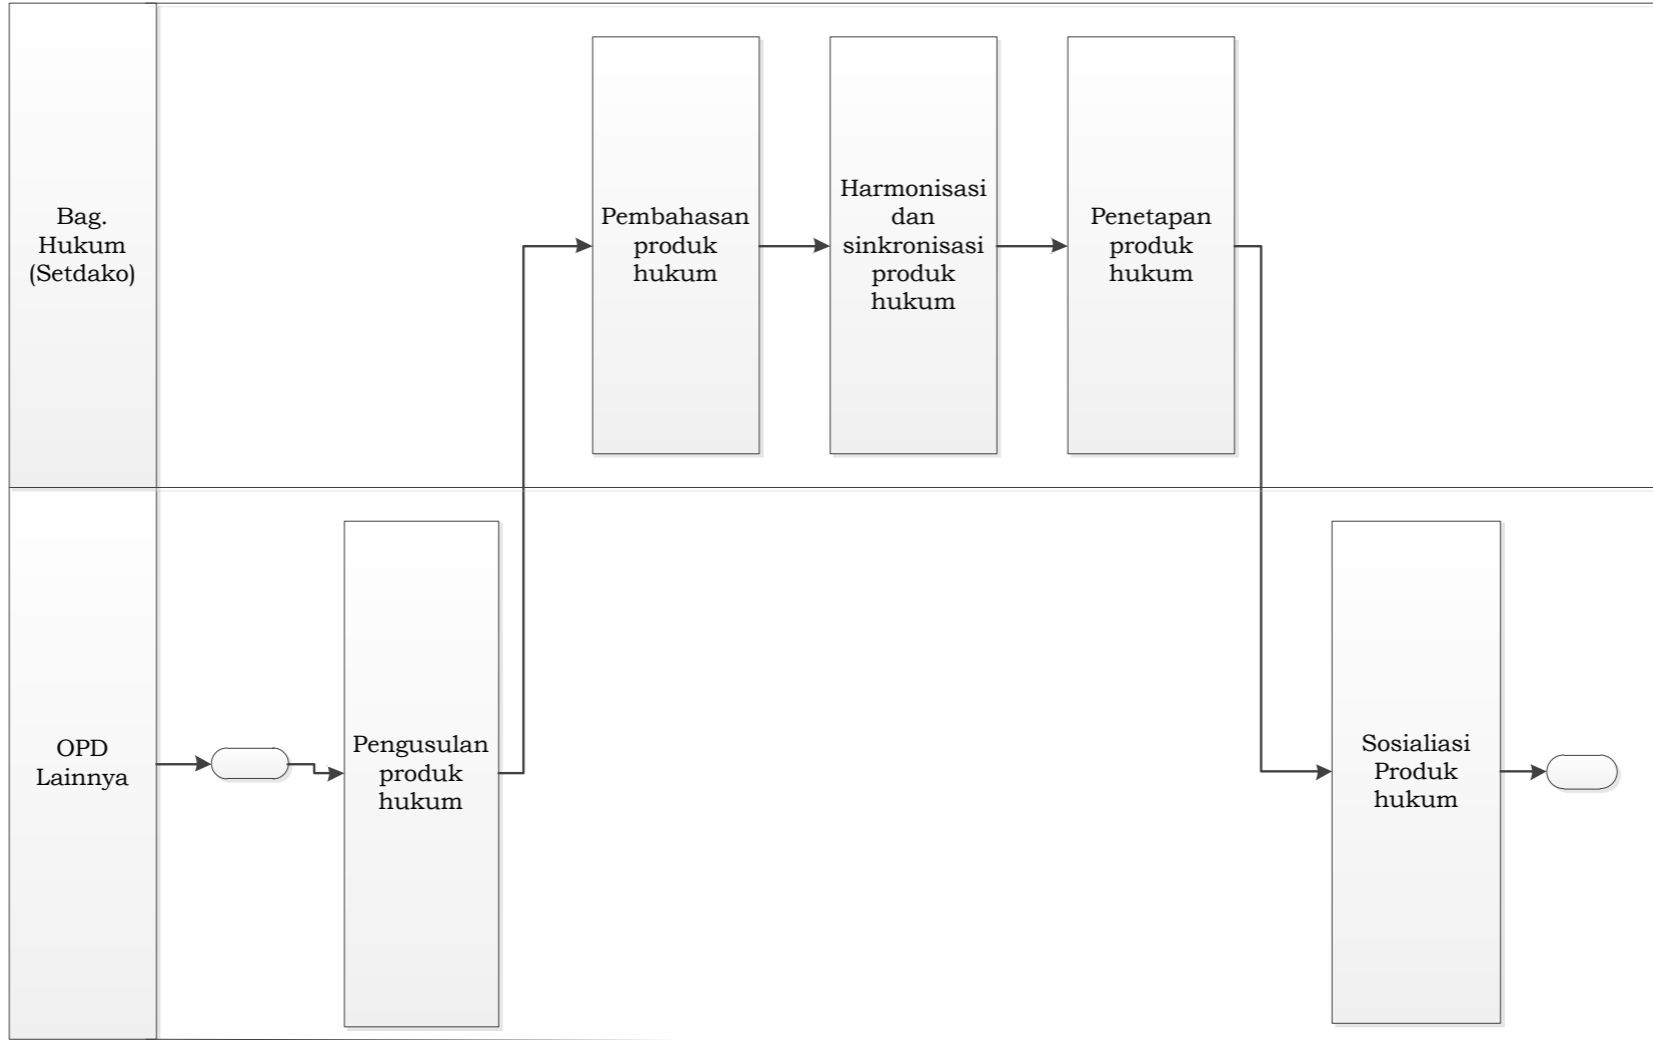 Bag.
Hukum
(Setdako)
Pembahasan
produk
hukum
Harmonisasi
dan
sinkronisasi
produk
hukum
Penetapan
produk
hukum
OPD
Lainnya
Pengusulan
produk
hukum
Sosialiasi
Produk
hukum